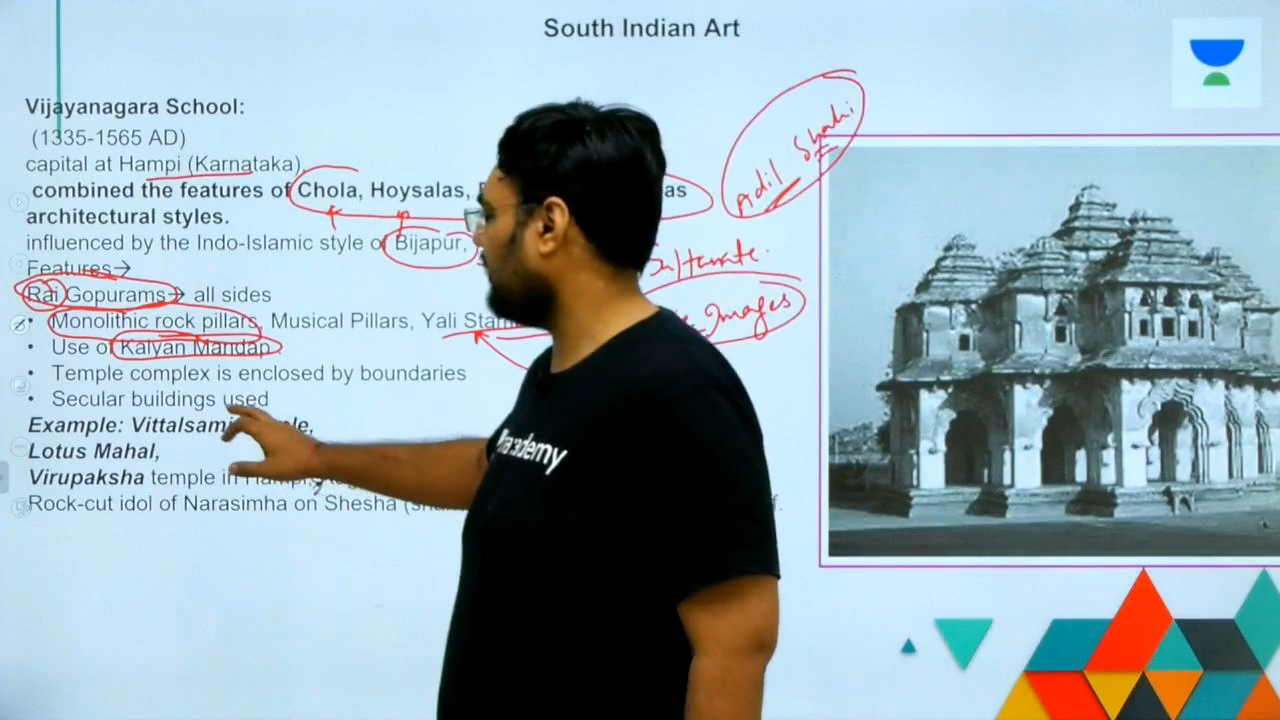 South Indian Art
Vijayanagara School:
(1335-1565 AD)
capital at Hampi (Karnataka),
combined the features of Chola, Hoysalas, as
architectural styles.
influenced by the Indo-Islamic style of Bijapur,
Features→
Rai Gopurams→ all sides
• Monolithic rock pillars, Musical Pillars, Yali
• Use of Kalyan Mandap.
• Temple complex is enclosed by boundaries
• Secular buildings used
Example: Vittalsami
Lotus Mahal,
Virupaksha temple in
Rock-cut idol of Narasimha on Shesha
Adil Shahi
Images